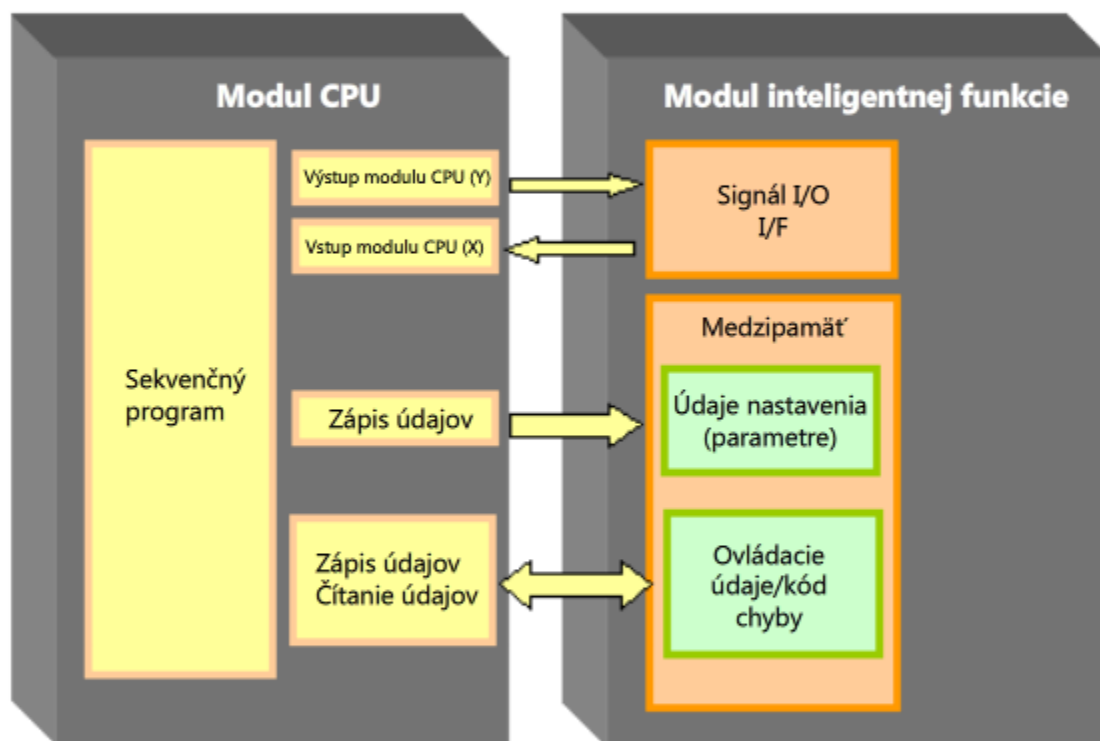 Modul CPU
Sekvenčný
program
Výstup modulu CPU (Y)
Vstup modulu CPU (X)
Zápis údajov
Zápis údajov
Čítanie údajov
Modul inteligentnej funkcie
Signál I/O
I/F
Medzipamäť
Údaje nastavenia
(parametre)
Ovládacie
údaje/kód
chyby